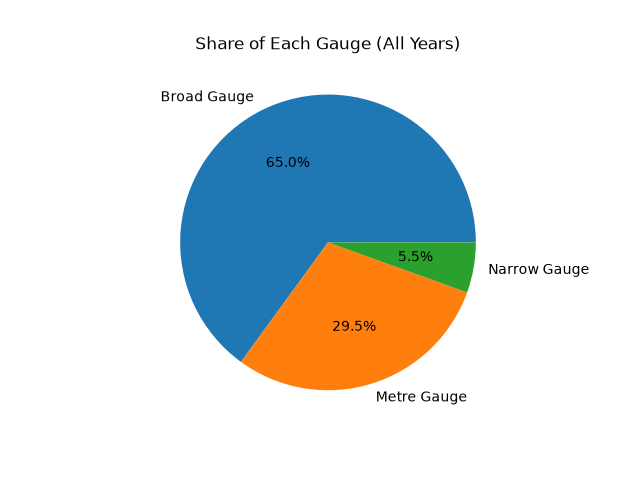 Share of Each Gauge (All Years)
Broad Gauge
65.0%
5.5%
Narrow Gauge
29.5%
Metre Gauge